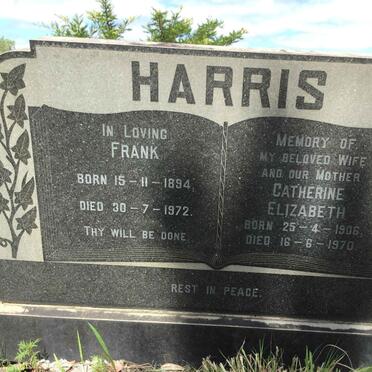 HARRIS
IN LOVING
FRANK
BORN 15-11-1894,
DIED 30-7-1972.
THY WILL BE DONE
MEMORY OF
MY BELOVED WIFE
AND OUR MOTHER
CATHERINE
ELIZABETH
BORN 25-4-1906,
DIED 16-6-1970
REST IN PEACE.